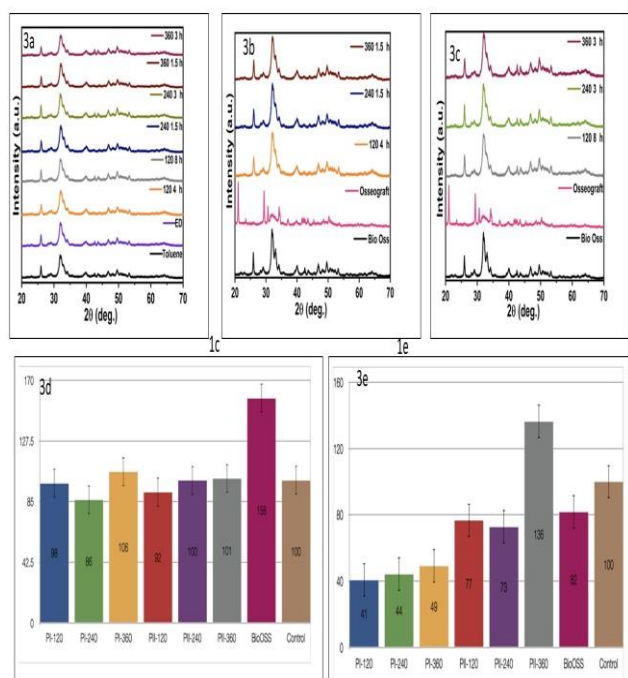 3a
360 3 h
360 1.5 h
240 3 h
240 1.5 h
120 8 h
120 4 h
ED
Toluene
Intensity (a.u.)
20 30 40 50 60 70
2θ (deg.)
3b
360 1.5 h
240 1.5 h
120 4 h
Osseograft
Bio Oss
Intensity (a.u.)
20 30 40 50 60 70
2θ (deg.)
3c
360 3 h
240 3 h
120 8 h
Osseograft
Bio Oss
Intensity (a.u.)
20 30 40 50 60 70
2θ (deg.)
1c
1e
3d
170
127.5
85
42.5
0
98 86 106 92 100 101 158 100
PI-120 PI-240 PI-360 PII-120 PII-240 PII-360 BioOSS Control
3e
160
120
80
40
0
41 44 49 77 73 136 82 100
PI-120 PI-240 PI-360 PII-120 PII-240 PII-360 BioOSS Control